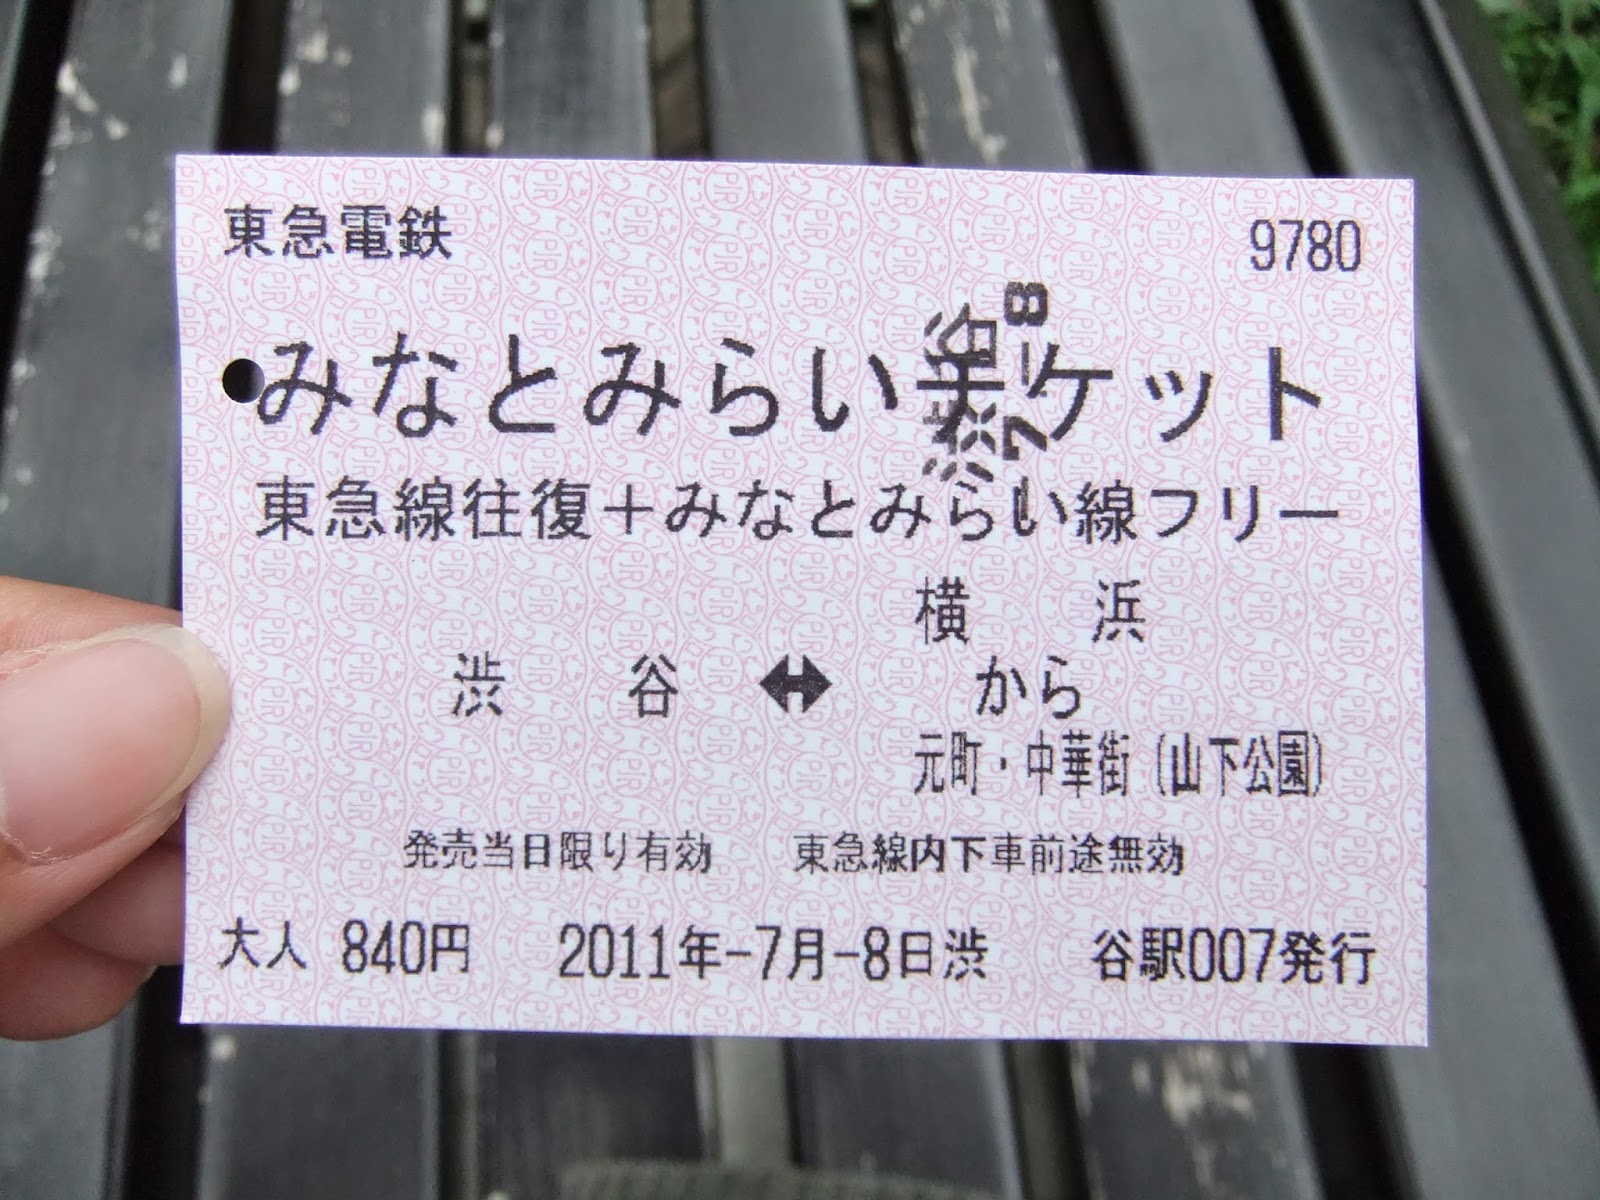 東急電鉄 9780
みなとみらいチケット
渋谷 7.-8
東急線往復+みなとみらい線フリー
横 浜
渋 谷 ↔ から
元町・中華街(山下公園)
発売当日限り有効 東急線内下車前途無効
大人 840円 2011年-7月-8日渋 谷駅007発行